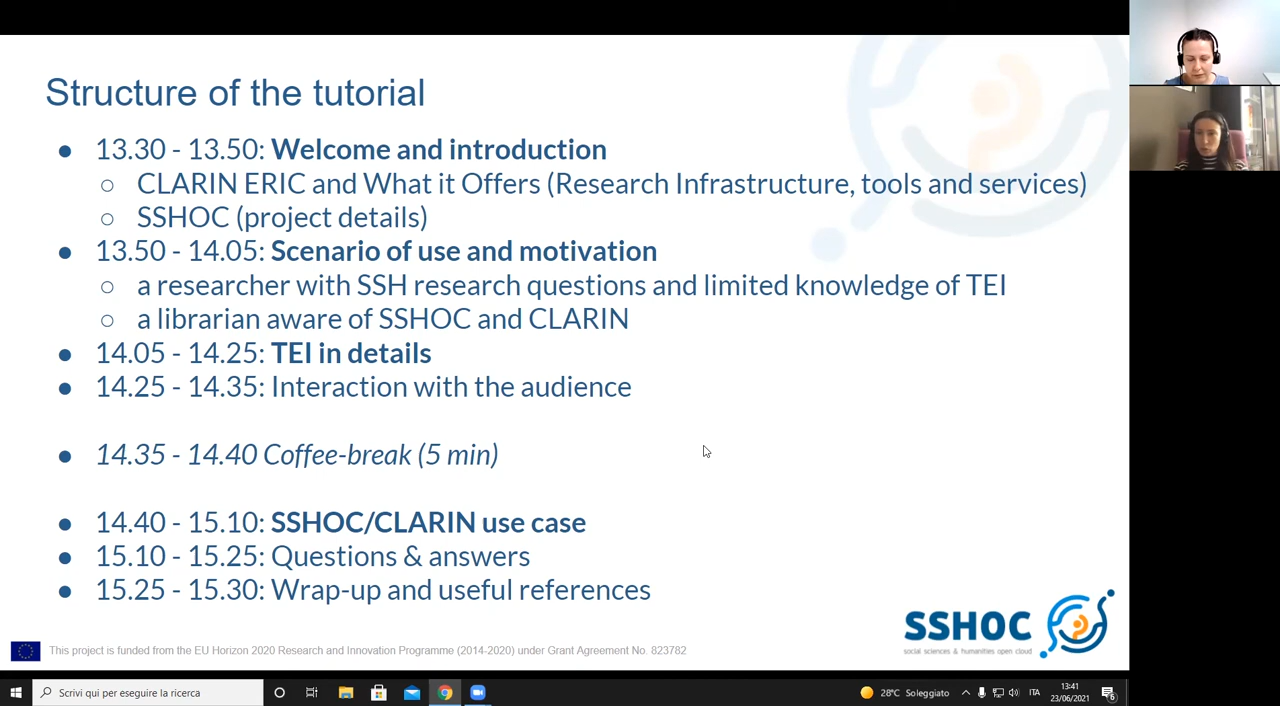 Structure of the tutorial
● 13.30 - 13.50: Welcome and introduction
○ CLARIN ERIC and What it Offers (Research Infrastructure, tools and services)
○ SSHOC (project details)
● 13.50 - 14.05: Scenario of use and motivation
○ a researcher with SSH research questions and limited knowledge of TEI
○ a librarian aware of SSHOC and CLARIN
● 14.05 - 14.25: TEI in details
● 14.25 - 14.35: Interaction with the audience
● 14.35 - 14.40 Coffee-break (5 min)
● 14.40 - 15.10: SSHOC/CLARIN use case
● 15.10 - 15.25: Questions & answers
● 15.25 - 15.30: Wrap-up and useful references
SSHOC
social sciences & humanities open cloud
This project is funded from the EU Horizon 2020 Research and Innovation Programme (2014-2020) under Grant Agreement No. 823782
Scrivi qui per eseguire la ricerca
28°C Soleggiato
ITA
13:41
23/06/2021
6